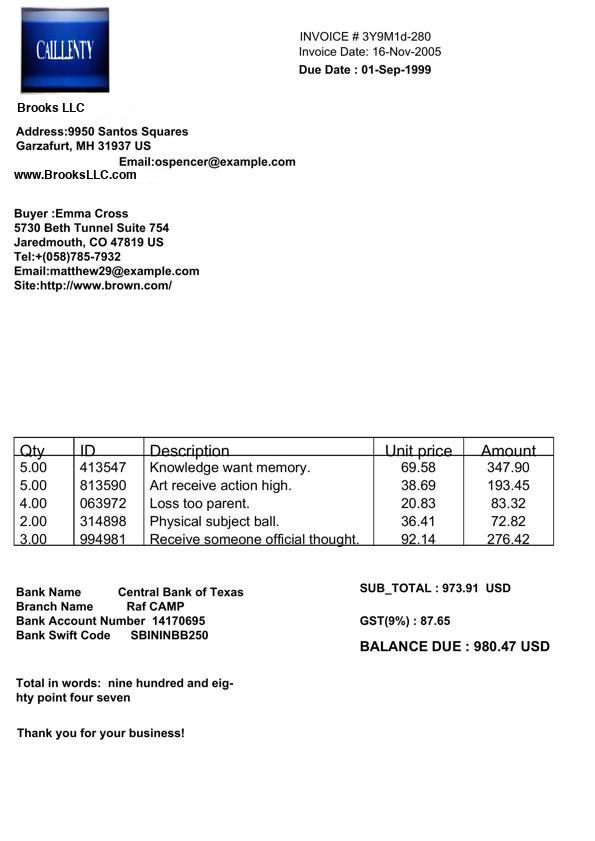 CAILLENTY
INVOICE # 3Y9M1d-280
Invoice Date: 16-Nov-2005
Due Date : 01-Sep-1999
Brooks LLC
Address:9950 Santos Squares
Garzafurt, MH 31937 US
Email:ospencer@example.com
www.BrooksLLC.com
Buyer :Emma Cross
5730 Beth Tunnel Suite 754
Jaredmouth, CO 47819 US
Tel:+(058)785-7932
Email:matthew29@example.com
Site:http://www.brown.com/
Qty ID Description Unit price Amount
5.00 413547 Knowledge want memory. 69.58 347.90
5.00 813590 Art receive action high. 38.69 193.45
4.00 063972 Loss too parent. 20.83 83.32
2.00 314898 Physical subject ball. 36.41 72.82
3.00 994981 Receive someone official thought. 92.14 276.42
Bank Name Central Bank of Texas
Branch Name Raf CAMP
Bank Account Number 14170695
Bank Swift Code SBININBB250
SUB_TOTAL : 973.91 USD
GST(9%) : 87.65
BALANCE DUE : 980.47 USD
Total in words: nine hundred and eig-
hty point four seven
Thank you for your business!